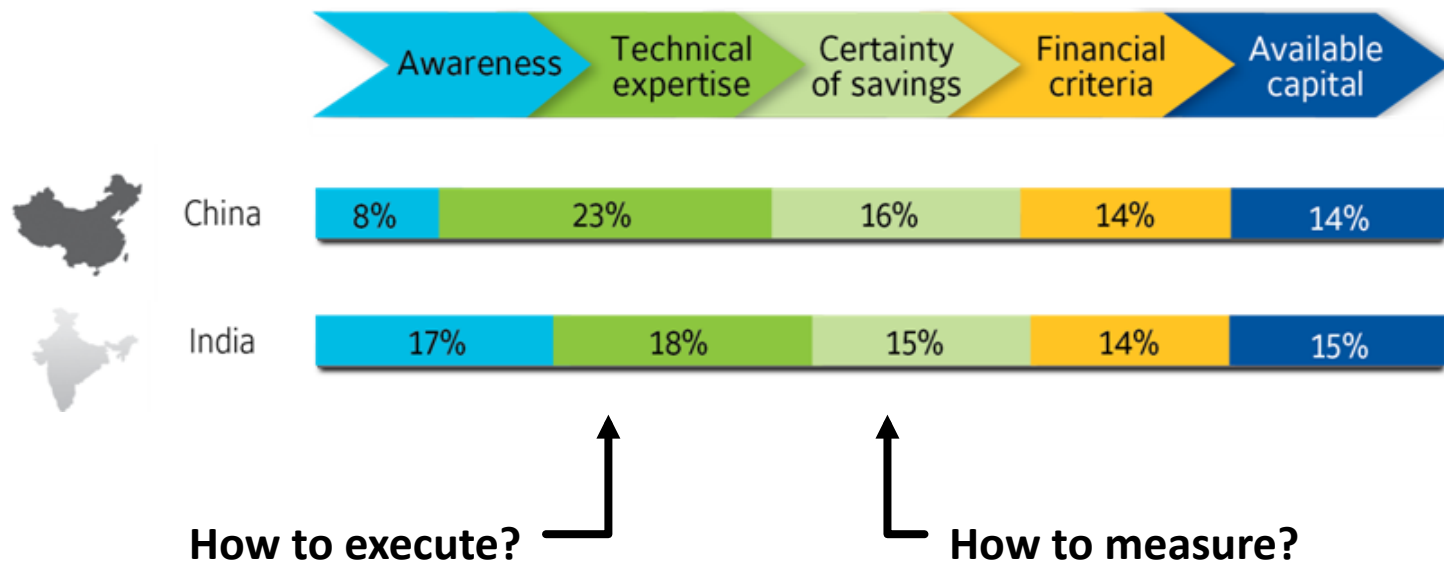 Awareness
Technical
expertise
Certainty
of savings
Financial
criteria
Available
capital
China
8%
23%
16%
14%
14%
India
17%
18%
15%
14%
15%
How to execute?
How to measure?